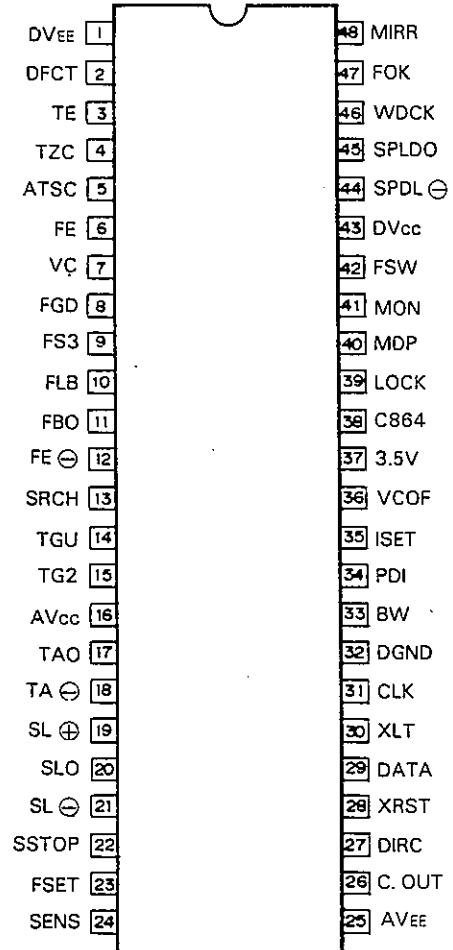 DVEE 1 48 MIRR
DFCT 2 47 FOK
TE 3 46 WDCK
TZC 4 45 SPLDO
ATSC 5 44 SPDL ⊖
FE 6 43 DVcc
VC 7 42 FSW
FGD 8 41 MON
FS3 9 40 MDP
FLB 10 39 LOCK
FBO 11 38 C864
FE ⊖ 12 37 3.5V
SRCH 13 36 VCOF
TGU 14 35 ISET
TG2 15 34 PDI
AVcc 16 33 BW
TAO 17 32 DGND
TA ⊖ 18 31 CLK
SL ⊕ 19 30 XLT
SLO 20 29 DATA
SL ⊖ 21 28 XRST
SSTOP 22 27 DIRC
FSET 23 26 C. OUT
SENS 24 25 AVEE